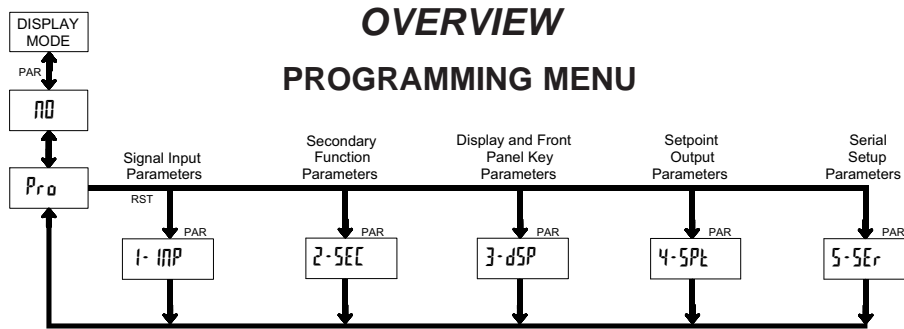 OVERVIEW
PROGRAMMING MENU
DISPLAY
MODE
PAR
NO
Pro
RST
Signal Input
Parameters
Secondary
Function
Parameters
Display and Front
Panel Key
Parameters
Setpoint
Output
Parameters
Serial
Setup
Parameters
PAR
1-INP
PAR
2-SEC
PAR
3-dSP
PAR
4-SPt
PAR
5-SEr